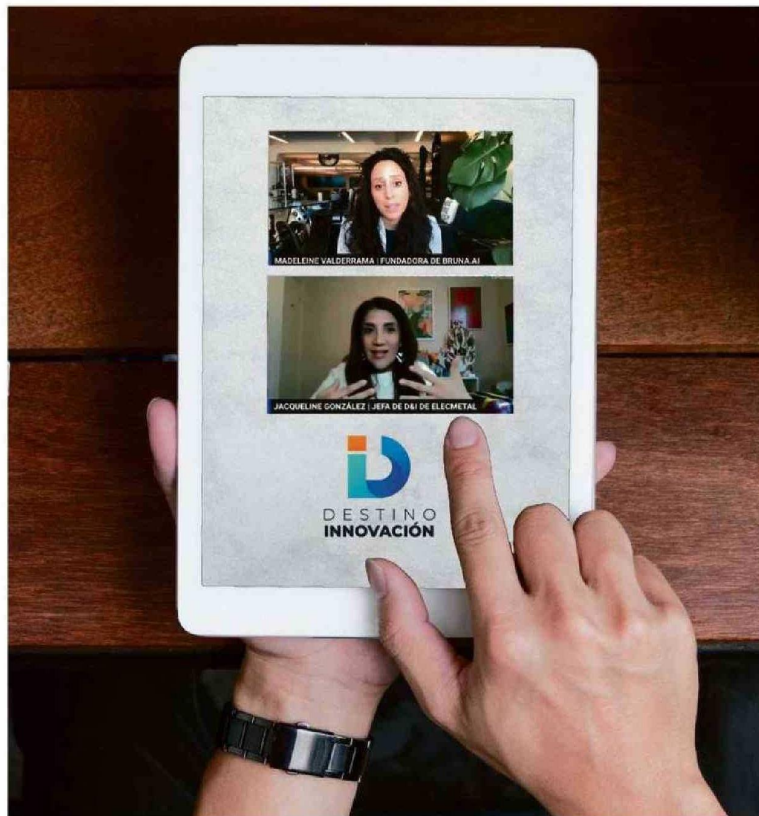 MADELEINE VALDERRAMA | FUNDADORA DE BRUNA.AI
JACQUELINE GONZÁLEZ | JEFA DE D&I DE ELECMETAL
DESTINO
INNOVACIÓN